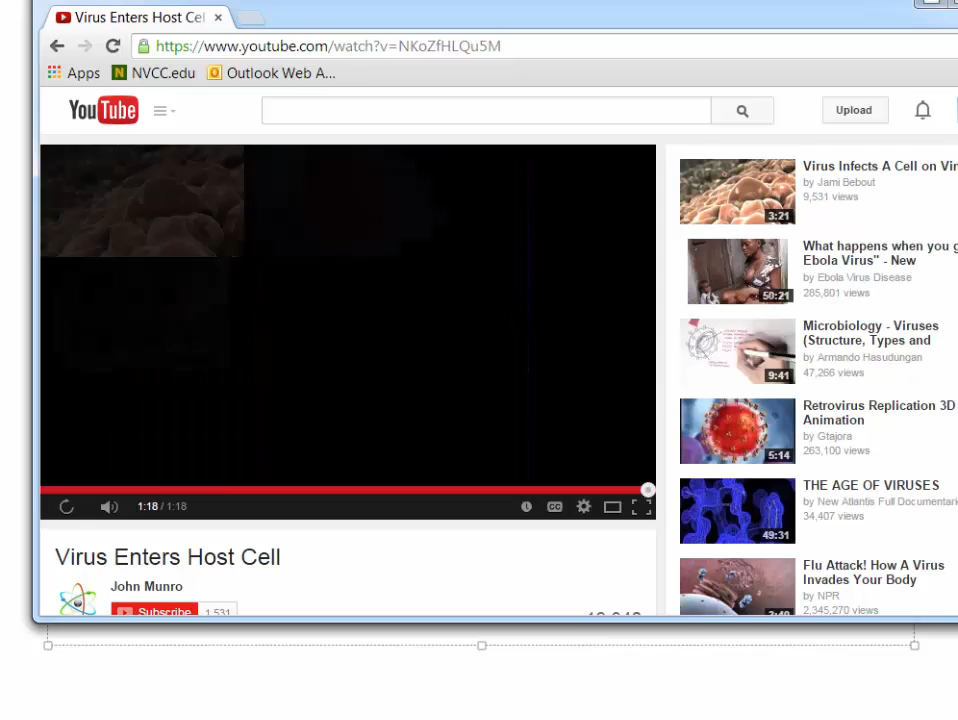 Virus Enters Host Cel
https://www.youtube.com/watch?v=NKoZfHLQu5M
Apps NVCC.edu Outlook Web A...
YouTube
Upload
1:18 / 1:18
CC
Virus Enters Host Cell
John Munro
Subscribe 1,531
Virus Infects A Cell on Vir
by Jami Bebout
9,531 views
3:21
What happens when you g
Ebola Virus" - New
by Ebola Virus Disease
285,801 views
50:21
Microbiology - Viruses
(Structure, Types and
by Armando Hasudungan
47,266 views
9:41
Retrovirus Replication 3D
Animation
by Gtajora
263,100 views
5:14
THE AGE OF VIRUSES
by New Atlantis Full Documentari
34,407 views
49:31
Flu Attack! How A Virus
Invades Your Body
by NPR
2,345,270 views